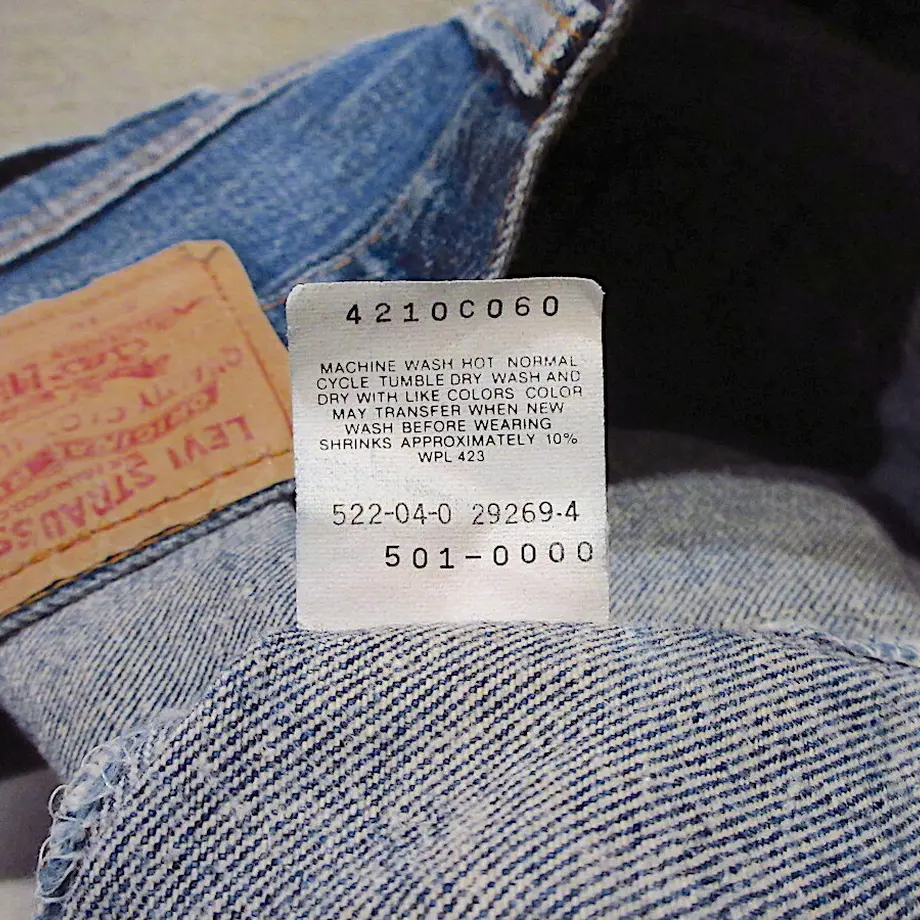 4210C060
MACHINE WASH HOT NORMAL
CYCLE TUMBLE DRY WASH AND
DRY WITH LIKE COLORS COLOR
MAY TRANSFER WHEN NEW
WASH BEFORE WEARING
SHRINKS APPROXIMATELY 10%
WPL 423
522-04-0 29269-4
501-0000
LEVI STRAUSS